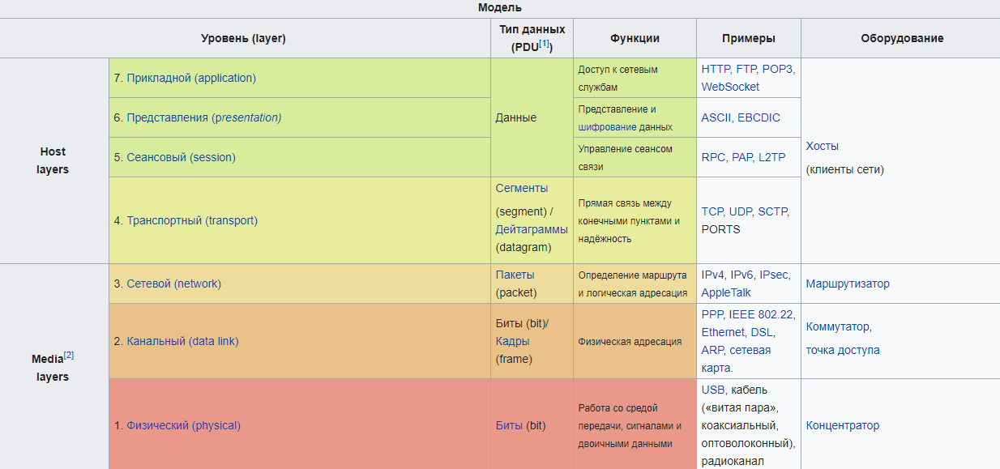 Модель
Уровень (layer)
Тип данных
(PDU[1])
Функции
Примеры
Оборудование
Host
layers
7. Прикладной (application)
Данные
Доступ к сетевым
службам
HTTP, FTP, POP3,
WebSocket
Хосты
(клиенты сети)
6. Представления (presentation)
Представление и
шифрование данных
ASCII, EBCDIC
5. Сеансовый (session)
Управление сеансом
связи
RPC, PAP, L2TP
4. Транспортный (transport)
Сегменты
(segment) /
Дейтаграммы
(datagram)
Прямая связь между
конечными пунктами и
надёжность
TCP, UDP, SCTP,
PORTS
Media[2]
layers
3. Сетевой (network)
Пакеты
(packet)
Определение маршрута
и логическая адресация
IPv4, IPv6, IPsec,
AppleTalk
Маршрутизатор
2. Канальный (data link)
Биты (bit)/
Кадры
(frame)
Физическая адресация
PPP, IEEE 802.22,
Ethernet, DSL,
ARP, сетевая
карта.
Коммутатор,
точка доступа
1. Физический (physical)
Биты (bit)
Работа со средой
передачи, сигналами и
двоичными данными
USB, кабель
(«витая пара»,
коаксиальный,
оптоволоконный),
радиоканал
Концентратор